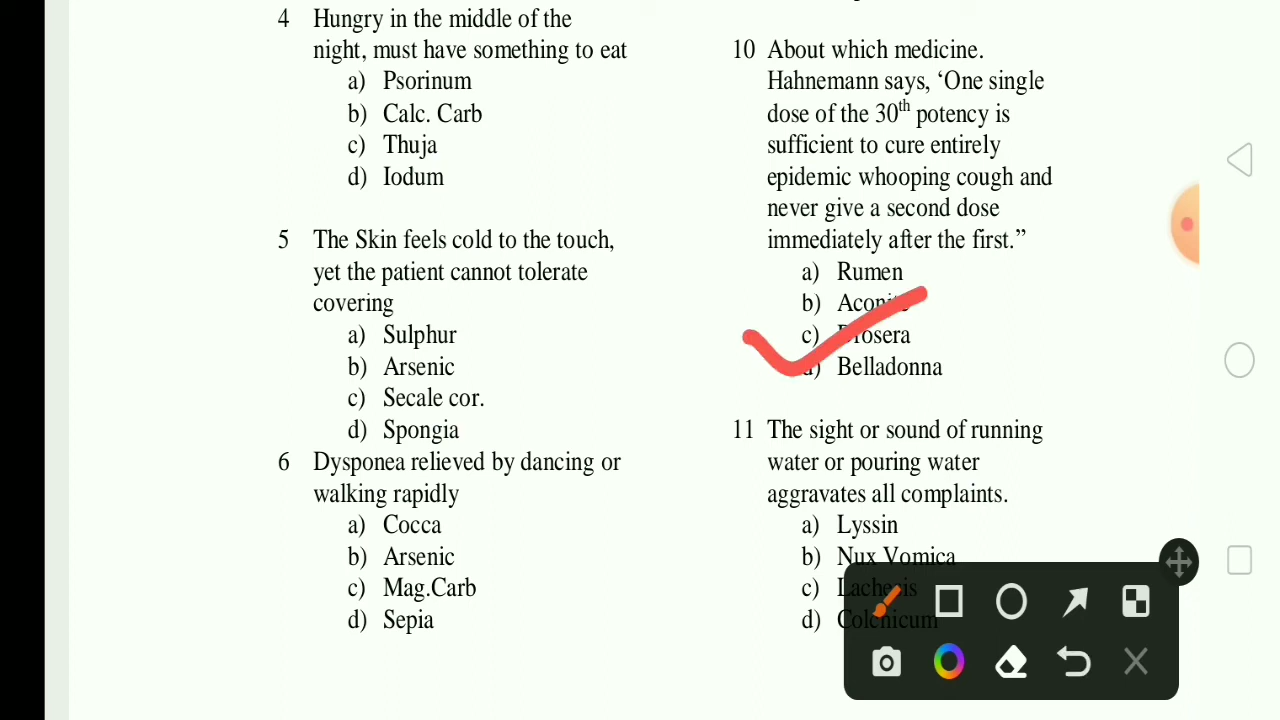 4 Hungry in the middle of the
night, must have something to eat
a) Psorinum
b) Calc. Carb
c) Thuja
d) Iodum
5 The Skin feels cold to the touch,
yet the patient cannot tolerate
covering
a) Sulphur
b) Arsenic
c) Secale cor.
d) Spongia
6 Dysponea relieved by dancing or
walking rapidly
a) Cocca
b) Arsenic
c) Mag.Carb
d) Sepia
10 About which medicine.
Hahnemann says, ‘One single
dose of the 30th potency is
sufficient to cure entirely
epidemic whooping cough and
never give a second dose
immediately after the first.”
a) Rumen
b) Aconite
c) Drosera
d) Belladonna
11 The sight or sound of running
water or pouring water
aggravates all complaints.
a) Lyssin
b) Nux Vomica
c) Lachesis
d) Colchicum